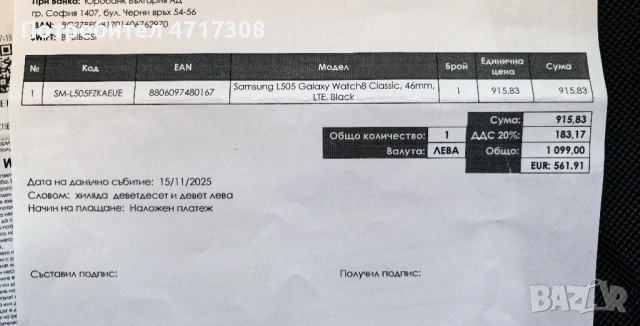 При банка: Юробанк България АД
гр. София 1407, бул. Черни връх 54-56
Потребител 4717308
№ Код EAN Модел Брой Единична цена Сума
1 SM-L505FZKAEUE 8806097480167 Samsung L505 Galaxy Watch8 Classic, 46mm, LTE, Black 1 915,83 915,83
Сума: 915,83
Общо количество: 1 ДДС 20%: 183,17
Валута: ЛЕВА Общо: 1 099,00
EUR: 561.91
Дата на данъчно събитие: 15/11/2025
Словом: хиляда деветдесет и девет лева
Начин на плащане: Наложен платеж
Съставил подпис: Получил подпис:
BAZAR